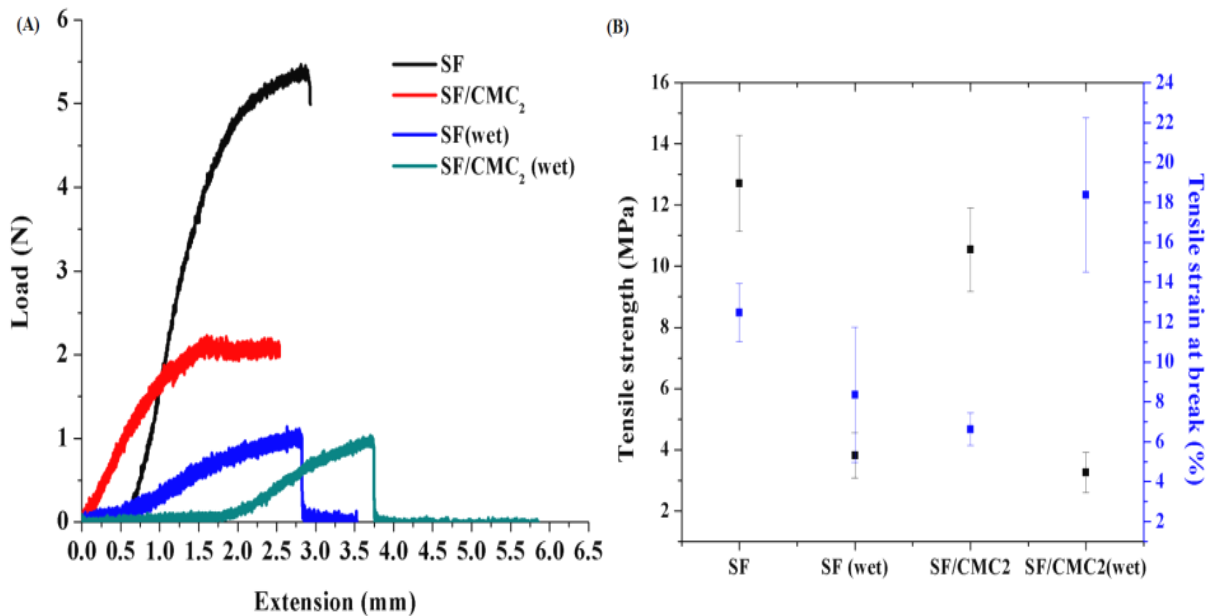 (A)
Load (N)
6
5
4
3
2
1
0
0.0 0.5 1.0 1.5 2.0 2.5 3.0 3.5 4.0 4.5 5.0 5.5 6.0 6.5
Extension (mm)
SF
SF/CMC₂
SF(wet)
SF/CMC₂ (wet)
(B)
Tensile strength (MPa)
16
14
12
10
8
6
4
2
SF SF (wet) SF/CMC2 SF/CMC2(wet)
24
22
20
18
16
14
12
10
8
6
4
2
Tensile strain at break (%)